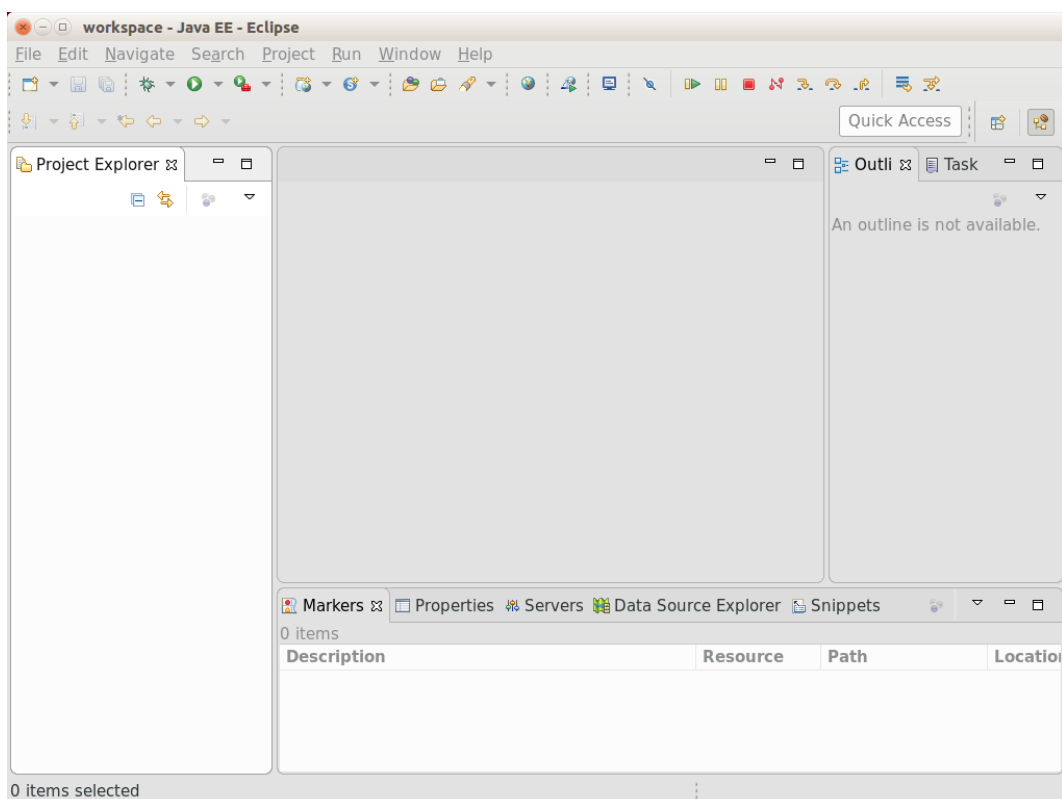 workspace - Java EE - Eclipse
File Edit Navigate Search Project Run Window Help
Quick Access
Project Explorer
Outli Task
An outline is not available.
Markers Properties Servers Data Source Explorer Snippets
0 items
Description Resource Path Location
0 items selected